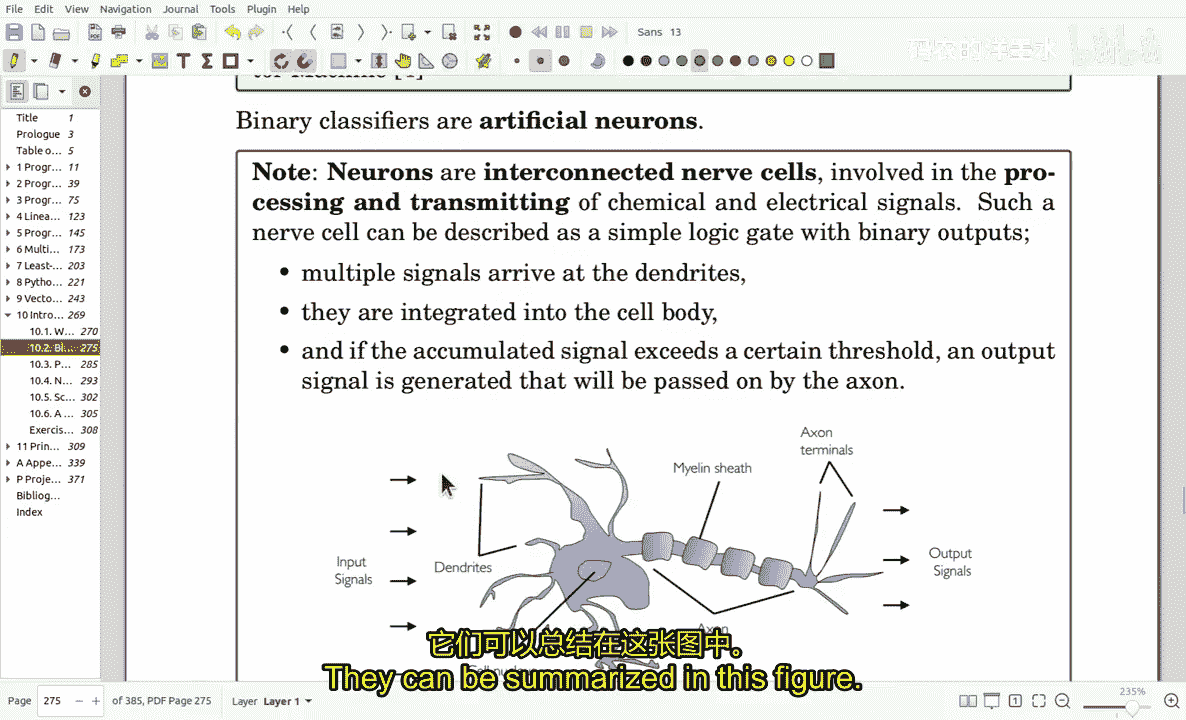 File Edit View Navigation Journal Tools Plugin Help
Sans 13
Title 1
Prologue 3
Table o... 5
1 Progr... 11
2 Progr... 39
3 Progr... 75
4 Linea... 123
5 Progr... 145
6 Multi... 173
7 Least-... 203
8 Pytho... 221
9 Vecto... 243
10 Intro... 269
10.1. W... 270
10.2. Bi... 275
10.3. P... 285
10.4. N... 293
10.5. Sc... 302
10.6. A ... 305
Exercis... 308
11 Prin... 309
A Appe... 339
P Proje... 371
Bibliog...
Index
Binary classifiers are artificial neurons.
Note: Neurons are interconnected nerve cells, involved in the pro-
cessing and transmitting of chemical and electrical signals. Such a
nerve cell can be described as a simple logic gate with binary outputs;
• multiple signals arrive at the dendrites,
• they are integrated into the cell body,
• and if the accumulated signal exceeds a certain threshold, an output
signal is generated that will be passed on by the axon.
Axon
terminals
Myelin sheath
Input
Signals
Dendrites
Output
Signals
Axon
它们可以总结在这张图中。
They can be summarized in this figure.
Page 275 of 385, PDF Page 275 Layer Layer 1
235%